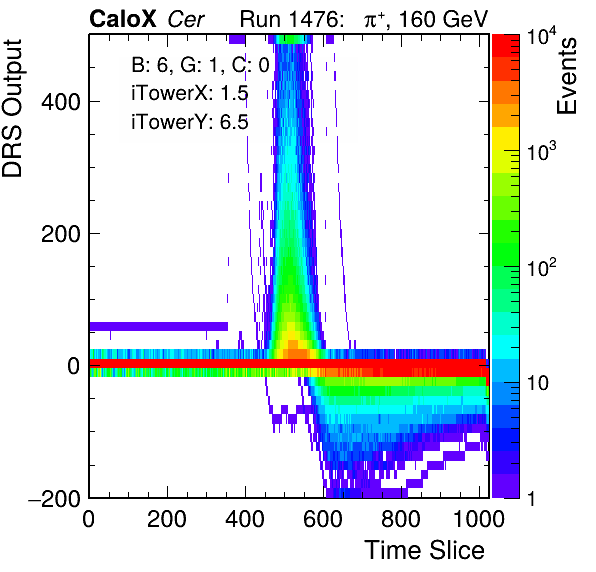 CaloX Cer Run 1476: π⁺, 160 GeV
B: 6, G: 1, C: 0
iTowerX: 1.5
iTowerY: 6.5
DRS Output
400
200
0
−200
0 200 400 600 800 1000
Time Slice
Events
10⁴
10³
10²
10
1